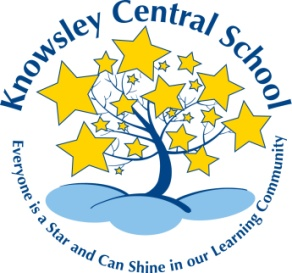 Knowsley Central School
Everyone is a Star and Can Shine in our Learning Community